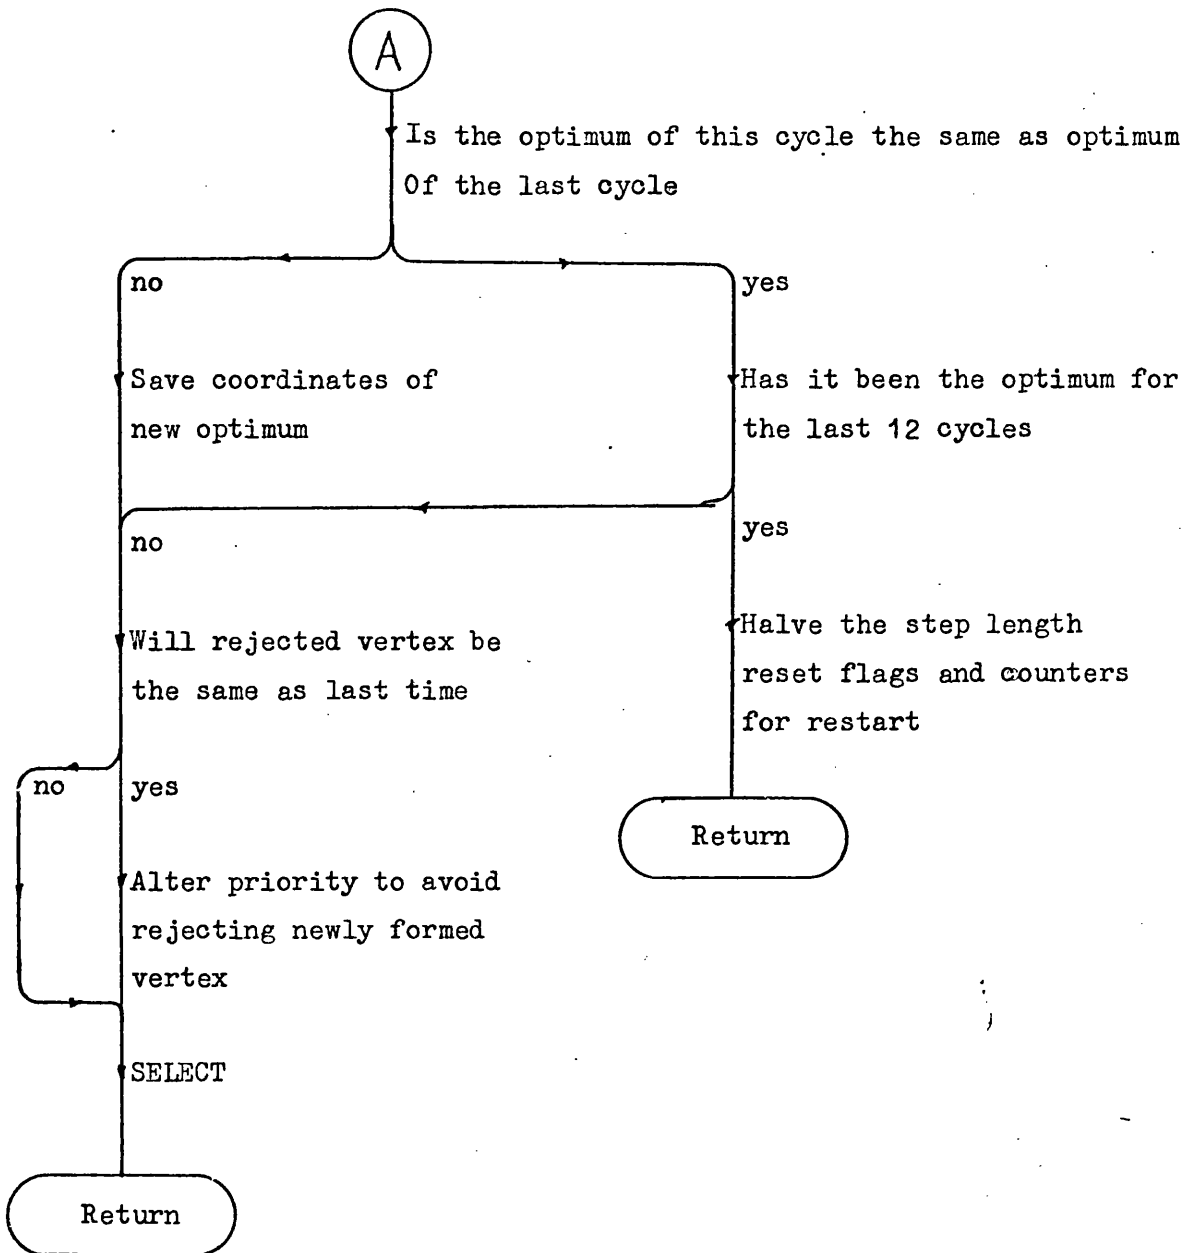 A
Is the optimum of this cycle the same as optimum
Of the last cycle
no
yes
Save coordinates of
new optimum
Has it been the optimum for
the last 12 cycles
no
yes
Will rejected vertex be
the same as last time
Halve the step length
reset flags and counters
for restart
no
yes
Return
Alter priority to avoid
rejecting newly formed
vertex
SELECT
Return